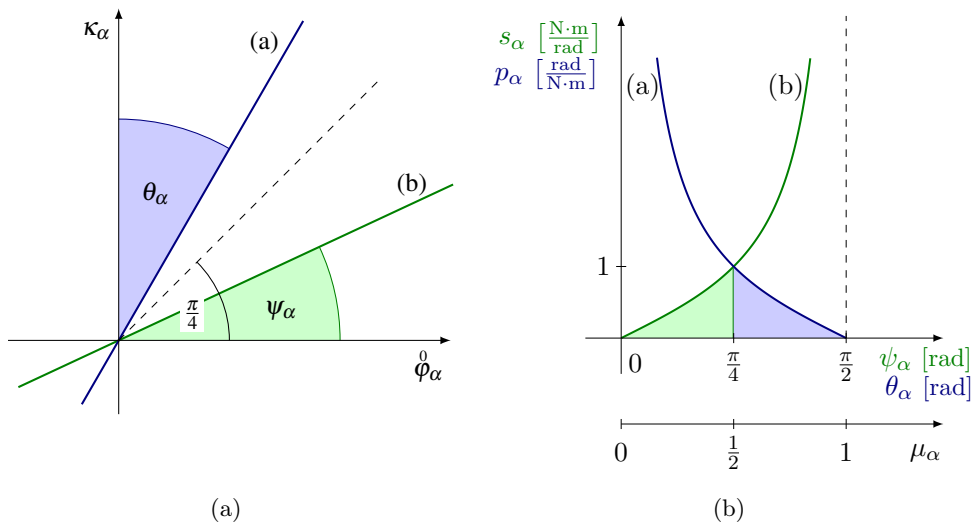 κα
(a)
θα
(b)
π/4
ψα
φ̊α
(a)
sα [N·m/rad]
pα [rad/N·m]
(a)
(b)
1
0
π/4
π/2
ψα [rad]
θα [rad]
0
1/2
1
μα
(b)